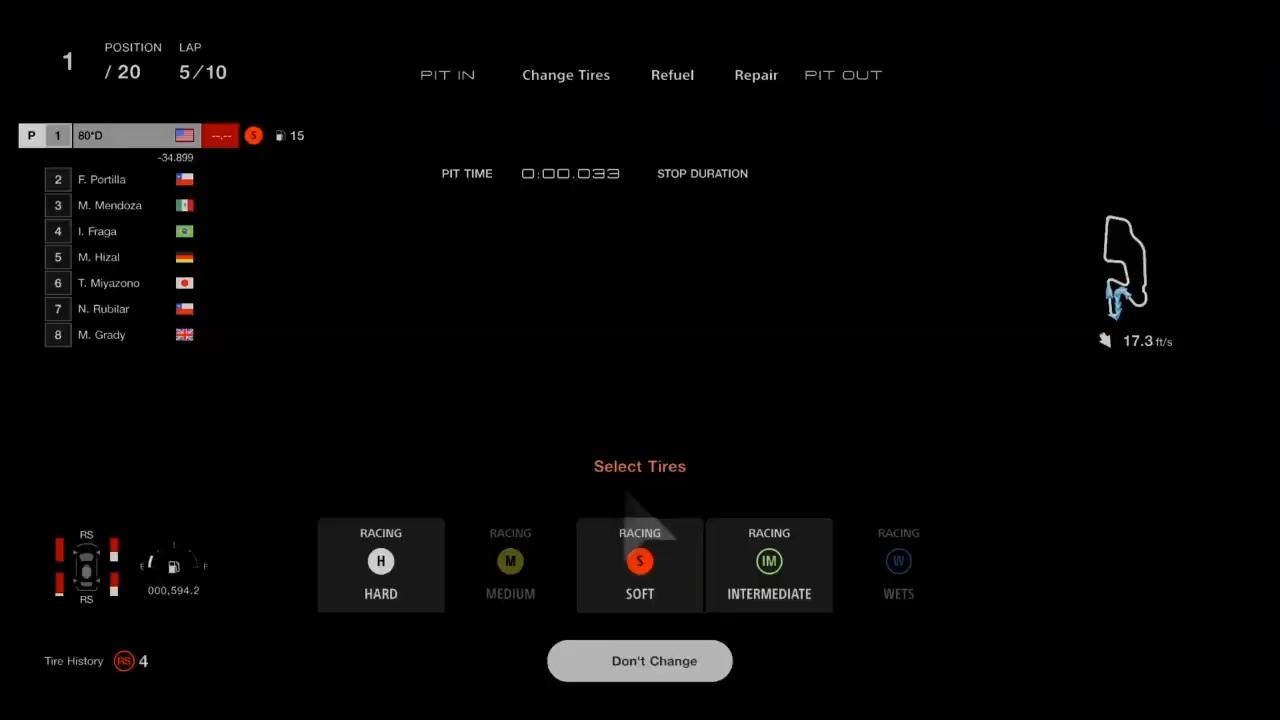 POSITION LAP
1 / 20 5/10
PIT IN Change Tires Refuel Repair PIT OUT
P 1 80*D --.-- S 15
-34.899
2 F. Portilla
3 M. Mendoza
4 I. Fraga
5 M. Hizal
6 T. Miyazono
7 N. Rubilar
8 M. Grady
PIT TIME 0:00.033 STOP DURATION
17.3 ft/s
Select Tires
RACING H HARD
RACING M MEDIUM
RACING S SOFT
RACING IM INTERMEDIATE
RACING W WETS
RS
RS
E F
000,594.2
Tire History RS 4
Don't Change